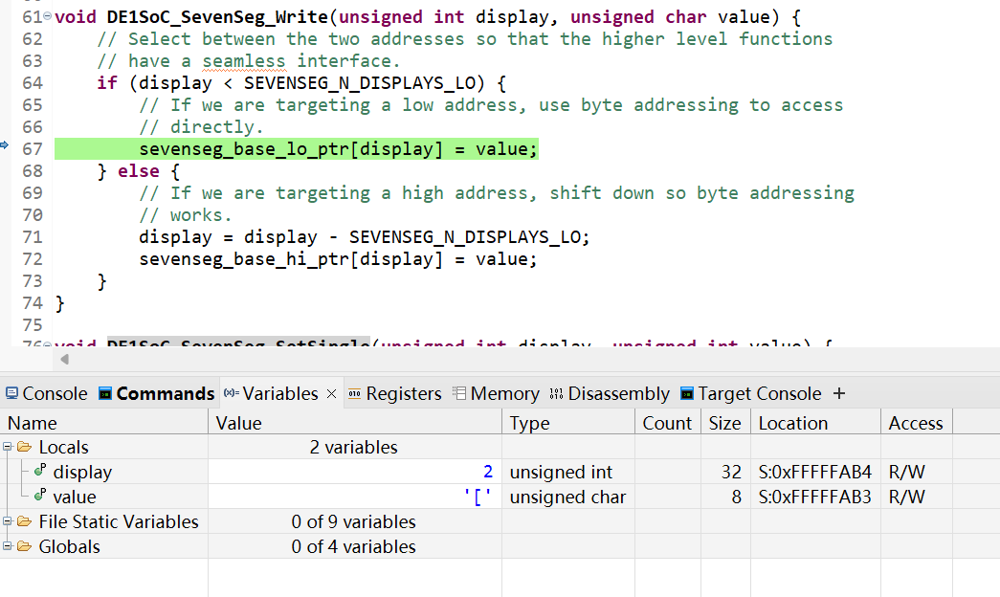 61 void DE1SoC_SevenSeg_Write(unsigned int display, unsigned char value) {
62     // Select between the two addresses so that the higher level functions
63     // have a seamless interface.
64     if (display < SEVENSEG_N_DISPLAYS_LO) {
65         // If we are targeting a low address, use byte addressing to access
66         // directly.
67         sevenseg_base_lo_ptr[display] = value;
68     } else {
69         // If we are targeting a high address, shift down so byte addressing
70         // works.
71         display = display - SEVENSEG_N_DISPLAYS_LO;
72         sevenseg_base_hi_ptr[display] = value;
73     }
74 }
75
76 void DE1SoC_SevenSeg_SetSingle(unsigned int display, unsigned int value) {
Console Commands (x)= Variables × Registers Memory Disassembly Target Console +
Name Value Type Count Size Location Access
Locals 2 variables
display 2 unsigned int 32 S:0xFFFFFAB4 R/W
value '[' unsigned char 8 S:0xFFFFFAB3 R/W
File Static Variables 0 of 9 variables
Globals 0 of 4 variables